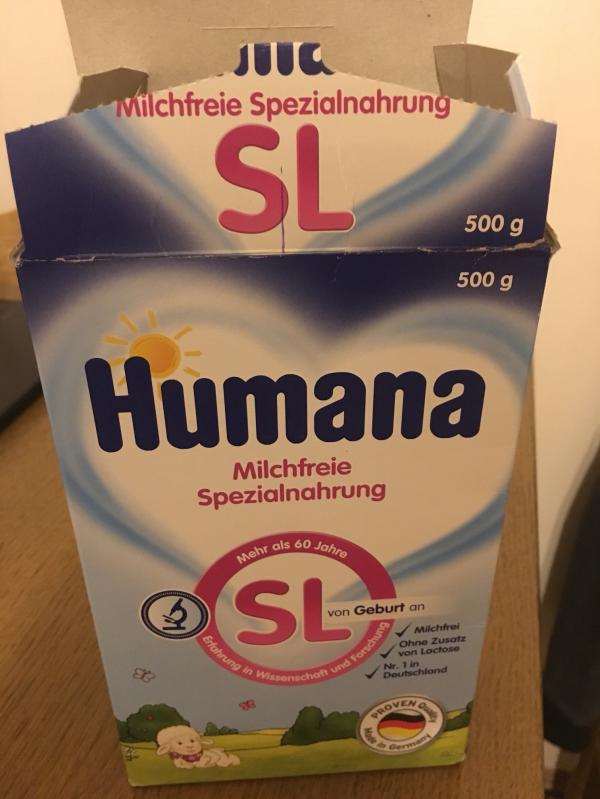 Milchfreie Spezialnahrung
SL
500 g
500 g
Humana
Milchfreie
Spezialnahrung
Mehr als 60 Jahre
SL
von Geburt an
Erfahrung in Wissenschaft und Forschung
Milchfrei
Ohne Zusatz
von Lactose
Nr. 1 in
Deutschland
PROVEN Quality
Made in Germany